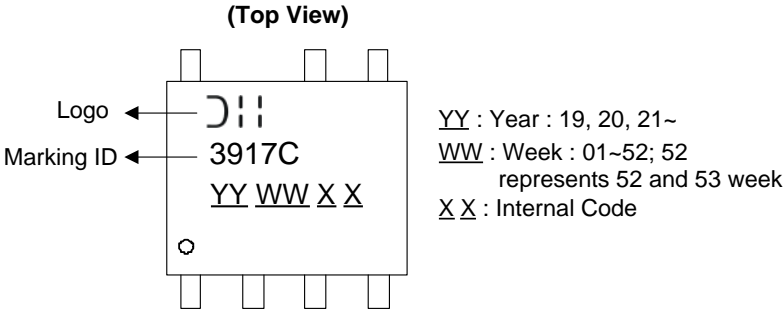 (Top View)
Logo
Marking ID
3917C
YY WW X X
YY : Year : 19, 20, 21~
WW : Week : 01~52; 52
represents 52 and 53 week
X X : Internal Code